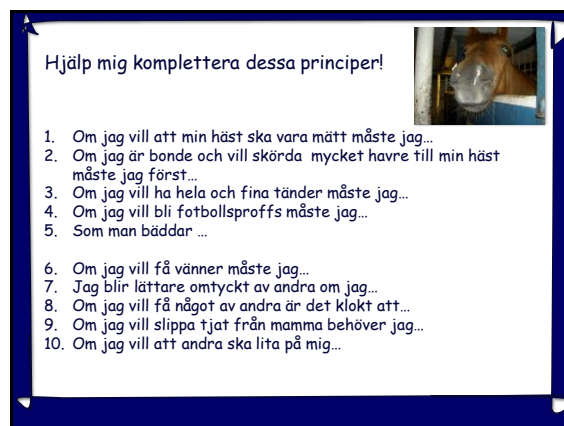 Hjälp mig komplettera dessa principer!
1. Om jag vill att min häst ska vara mätt måste jag…
2. Om jag är bonde och vill skörda mycket havre till min häst
måste jag först…
3. Om jag vill ha hela och fina tänder måste jag…
4. Om jag vill bli fotbollsproffs måste jag…
5. Som man bäddar …
6. Om jag vill få vänner måste jag…
7. Jag blir lättare omtyckt av andra om jag…
8. Om jag vill få något av andra är det klokt att…
9. Om jag vill slippa tjat från mamma behöver jag…
10. Om jag vill att andra ska lita på mig…